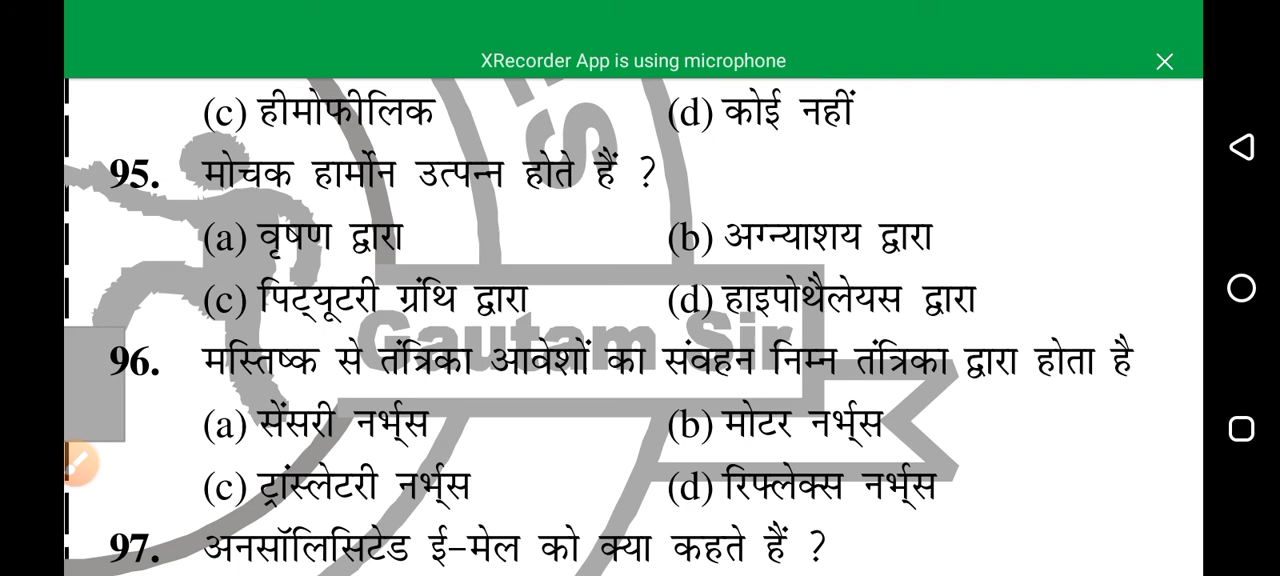 XRecorder App is using microphone
(c) हीमोफीलिक (d) कोई नहीं
95. मोचक हार्मोन उत्पन्न होते हैं ?
(a) वृषण द्वारा (b) अग्न्याशय द्वारा
(c) पिट्यूटरी ग्रंथि द्वारा (d) हाइपोथैलेयस द्वारा
Gautam Sir
96. मस्तिष्क से तंत्रिका आवेशों का संवहन निम्न तंत्रिका द्वारा होता है
(a) सेंसरी नर्भ्स (b) मोटर नर्भ्स
(c) ट्रांस्लेटरी नर्भ्स (d) रिफ्लेक्स नर्भ्स
97. अनसॉलिसिटेड ई-मेल को क्या कहते हैं ?